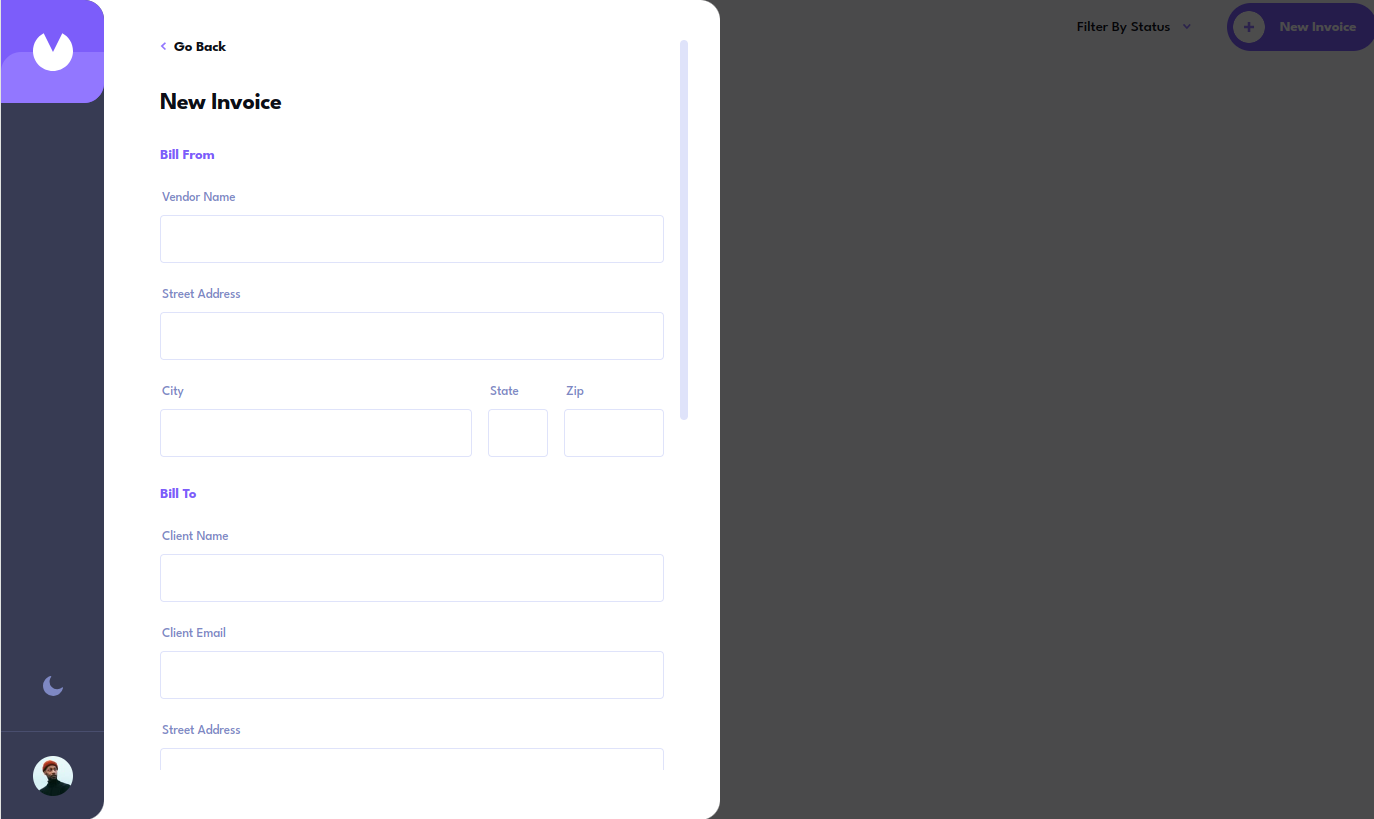 Go Back
Filter By Status
New Invoice
New Invoice
Bill From
Vendor Name
Street Address
City State Zip
Bill To
Client Name
Client Email
Street Address